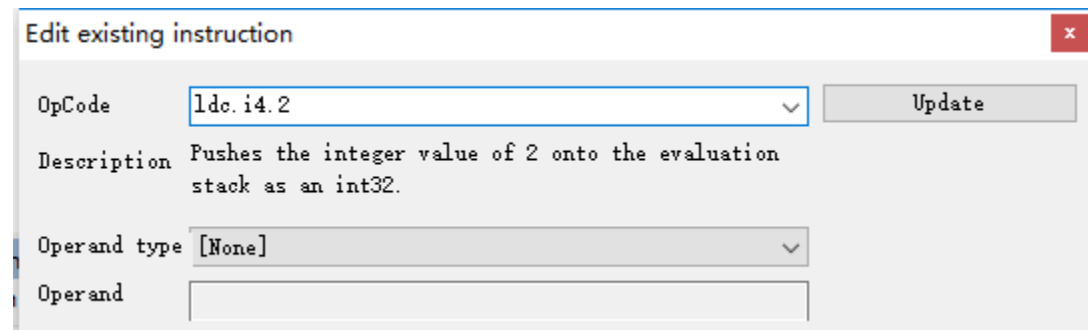 Edit existing instruction
x
OpCode
ldc.i4.2
Update
Description
Pushes the integer value of 2 onto the evaluation
stack as an int32.
Operand type
[None]
Operand